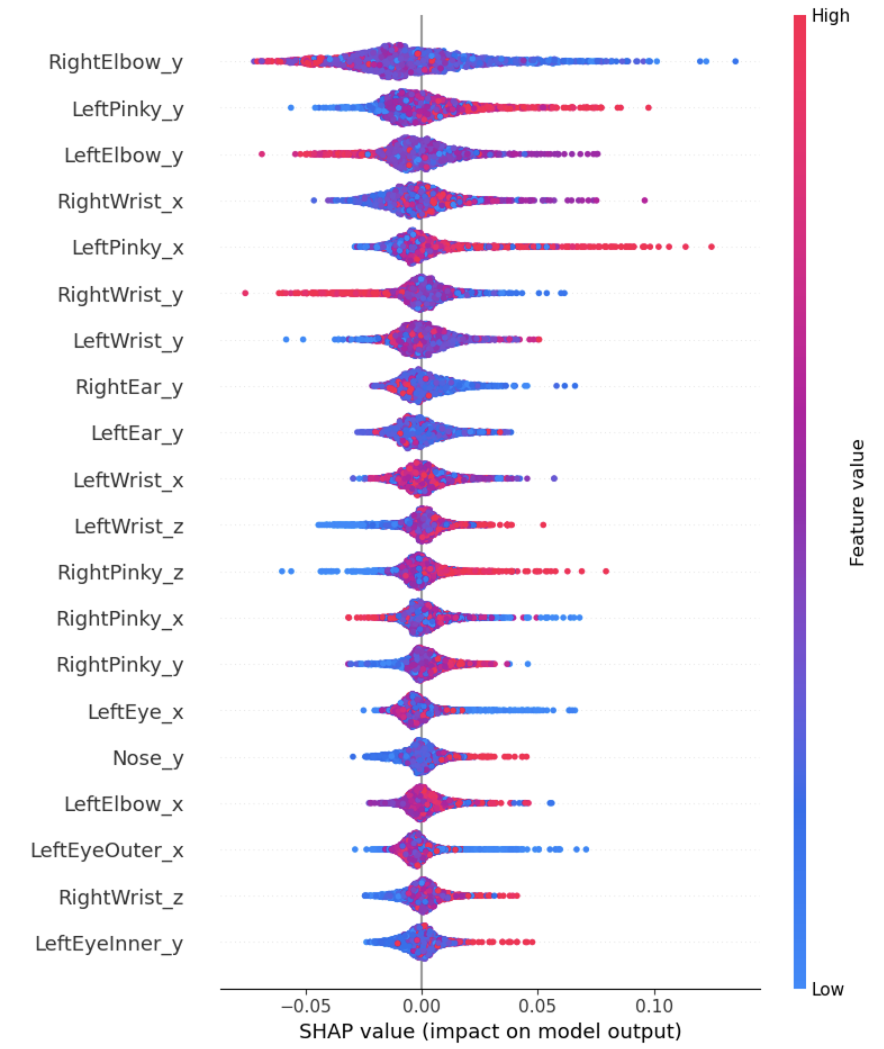 High
RightElbow_y
LeftPinky_y
LeftElbow_y
RightWrist_x
LeftPinky_x
RightWrist_y
LeftWrist_y
RightEar_y
LeftEar_y
LeftWrist_x
LeftWrist_z
RightPinky_z
RightPinky_x
RightPinky_y
LeftEye_x
Nose_y
LeftElbow_x
LeftEyeOuter_x
RightWrist_z
LeftEyeInner_y
Feature value
Low
−0.05 0.00 0.05 0.10
SHAP value (impact on model output)